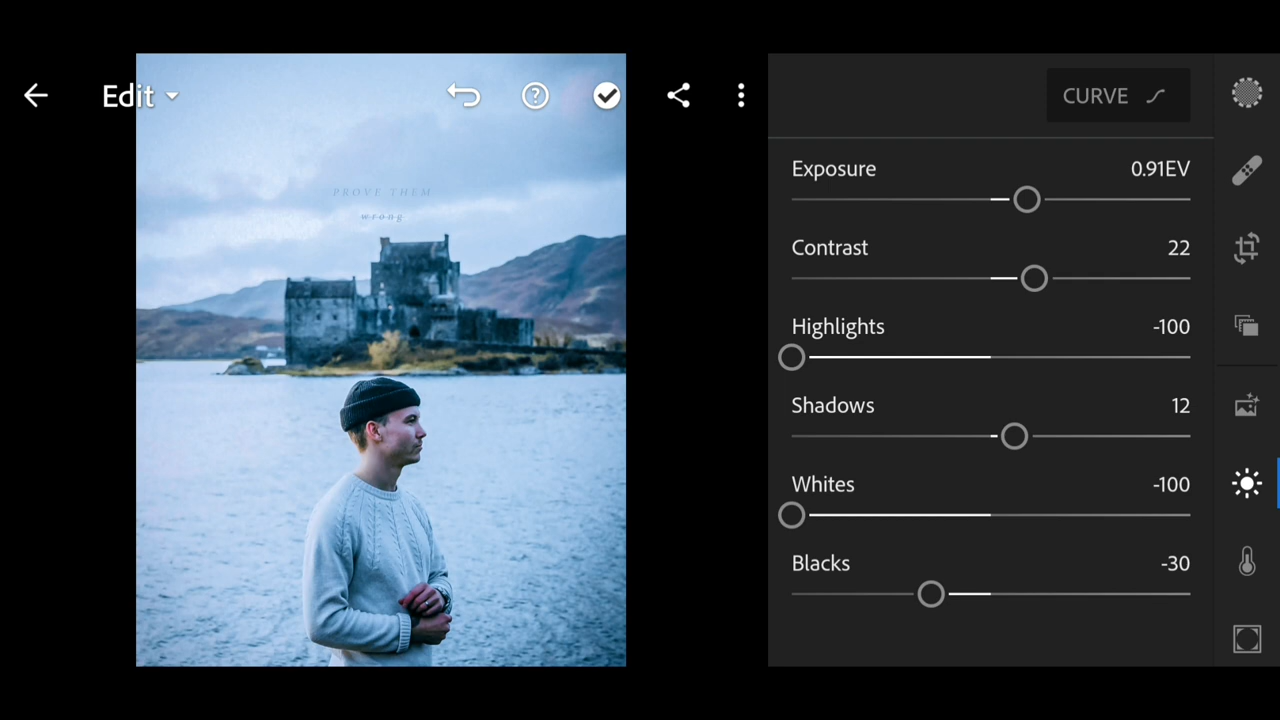 Edit
CURVE
PROVE THEM
wrong
Exposure 0.91EV
Contrast 22
Highlights -100
Shadows 12
Whites -100
Blacks -30